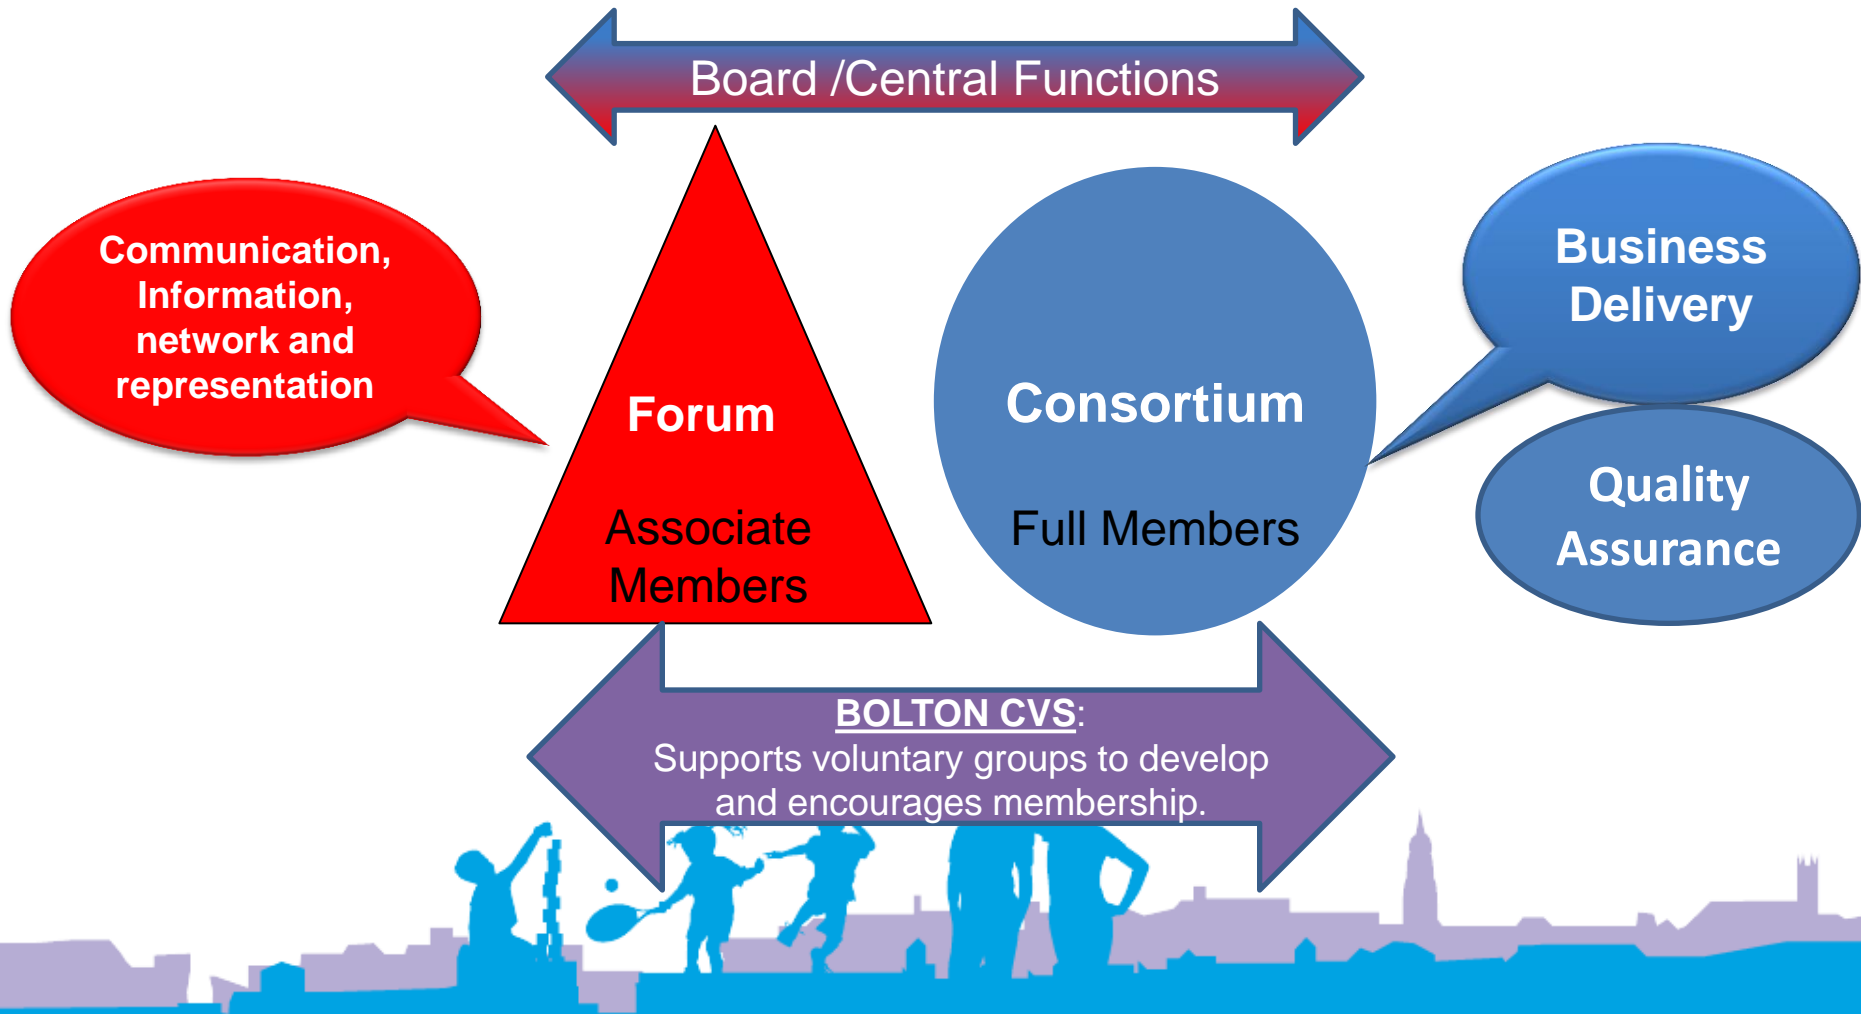 Board /Central Functions
Communication,
Information,
network and
representation
Forum
Associate
Members
Consortium
Full Members
Business
Delivery
Quality
Assurance
BOLTON CVS:
Supports voluntary groups to develop
and encourages membership.